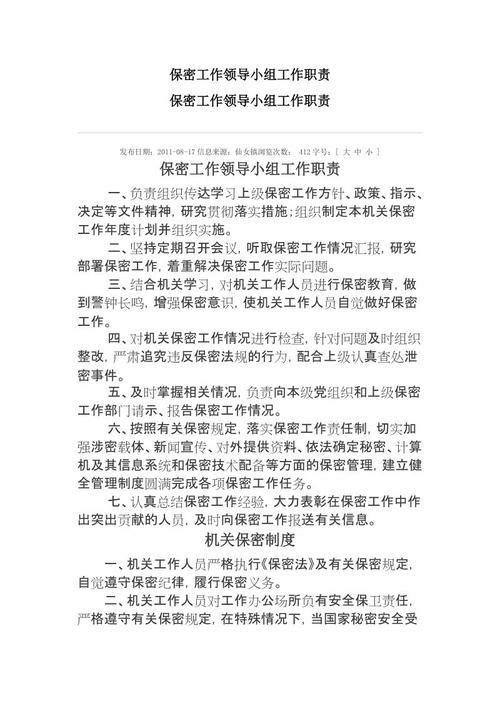 保密工作领导小组工作职责
保密工作领导小组工作职责
发布日期：2011-08-17信息来源：仙女镇浏览次数： 412字号：[ 大 中 小 ]
保密工作领导小组工作职责
一、负责组织传达学习上级保密工作方针、政策、指示、
决定等文件精神，研究贯彻落实措施；组织制定本机关保密
工作年度计划并组织实施。
二、坚持定期召开会议，听取保密工作情况汇报，研究
部署保密工作，着重解决保密工作实际问题。
三、结合机关学习，对机关工作人员进行保密教育，做
到警钟长鸣，增强保密意识，使机关工作人员自觉做好保密
工作。
四、对机关保密工作情况进行检查，针对问题及时组织
整改，严肃追究违反保密法规的行为，配合上级认真查处泄
密事件。
五、及时掌握相关情况，负责向本级党组织和上级保密
工作部门请示、报告保密工作情况。
六、按照有关保密规定，落实保密工作责任制，切实加
强涉密载体、新闻宣传、对外提供资料、依法确定秘密、计算
机及其信息系统和保密技术配备等方面的保密管理，建立健
全管理制度圆满完成各项保密工作任务。
七、认真总结保密工作经验，大力表彰在保密工作中作
出突出贡献的人员，及时向保密工作报送有关信息。
机关保密制度
一、机关工作人员严格执行《保密法》及有关保密规定，
自觉遵守保密纪律，履行保密义务。
二、机关工作人员对工作办公场所负有安全保卫责任，
严格遵守有关保密规定，在特殊情况下，当国家秘密安全受